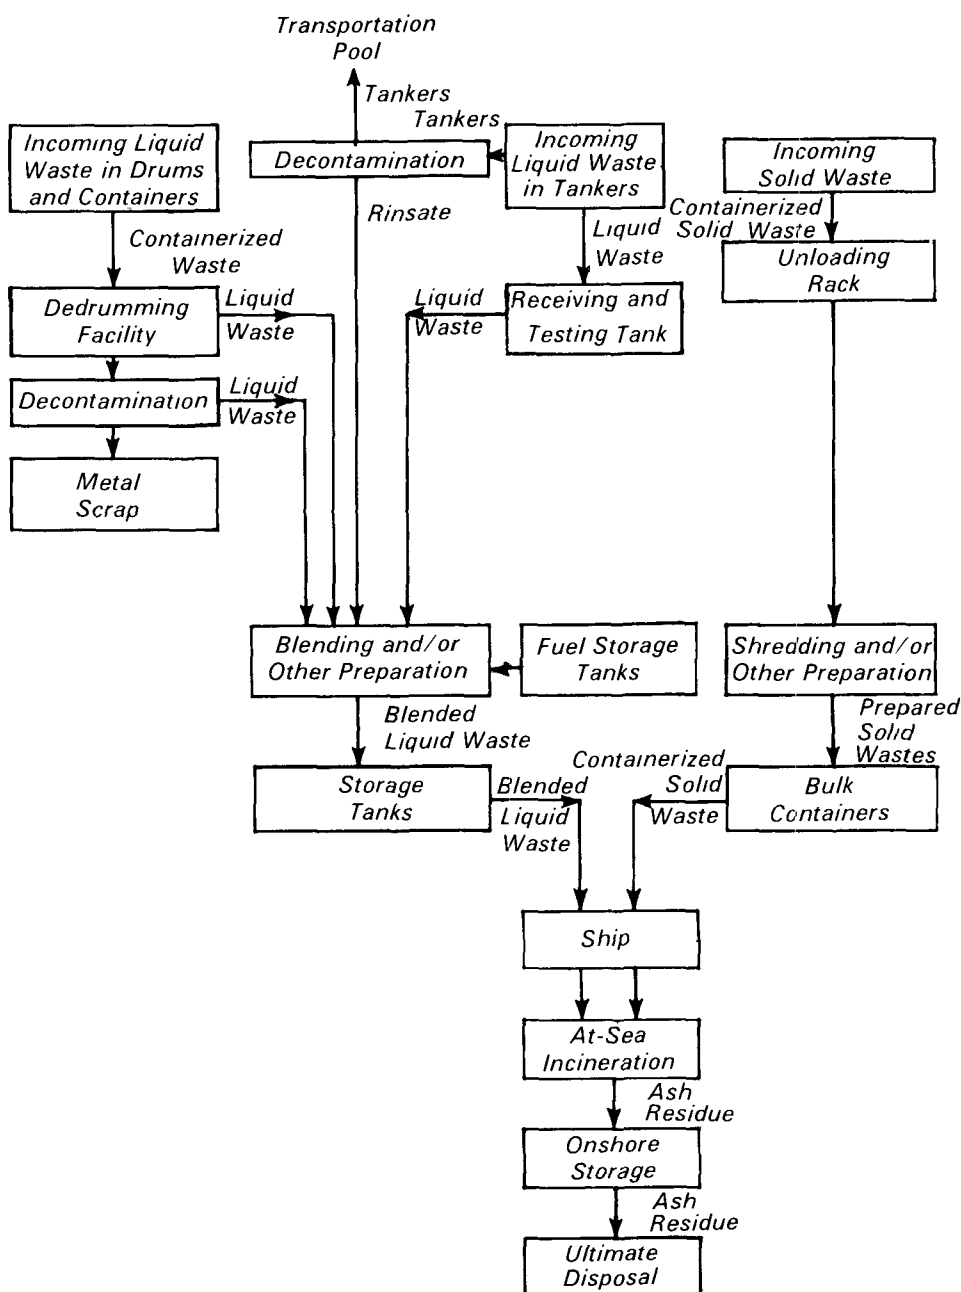 Transportation
Pool
Tankers
Tankers
Incoming Liquid
Waste in Drums
and Containers
Decontamination
Incoming
Liquid Waste
in Tankers
Incoming
Solid Waste
Rinsate
Containerized
Solid Waste
Containerized
Waste
Liquid
Waste
Unloading
Rack
Dedrumming
Facility
Liquid
Waste
Liquid
Waste
Receiving and
Testing Tank
Decontamination
Liquid
Waste
Metal
Scrap
Blending and/or
Other Preparation
Fuel Storage
Tanks
Shredding and/or
Other Preparation
Blended
Liquid Waste
Prepared
Solid
Wastes
Storage
Tanks
Blended
Liquid
Waste
Containerized
Solid
Waste
Bulk
Containers
Ship
At-Sea
Incineration
Ash
Residue
Onshore
Storage
Ash
Residue
Ultimate
Disposal